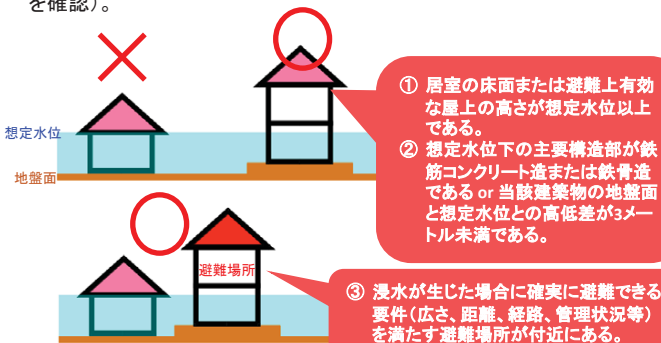 を確認）。
想定水位
地盤面
① 居室の床面または避難上有効
な屋上の高さが想定水位以上
である。
② 想定水位下の主要構造部が鉄
筋コンクリート造または鉄骨造
である or 当該建築物の地盤面
と想定水位との高低差が3メー
トル未満である。
避難場所
③ 浸水が生じた場合に確実に避難できる
要件（広さ、距離、経路、管理状況等）
を満たす避難場所が付近にある。